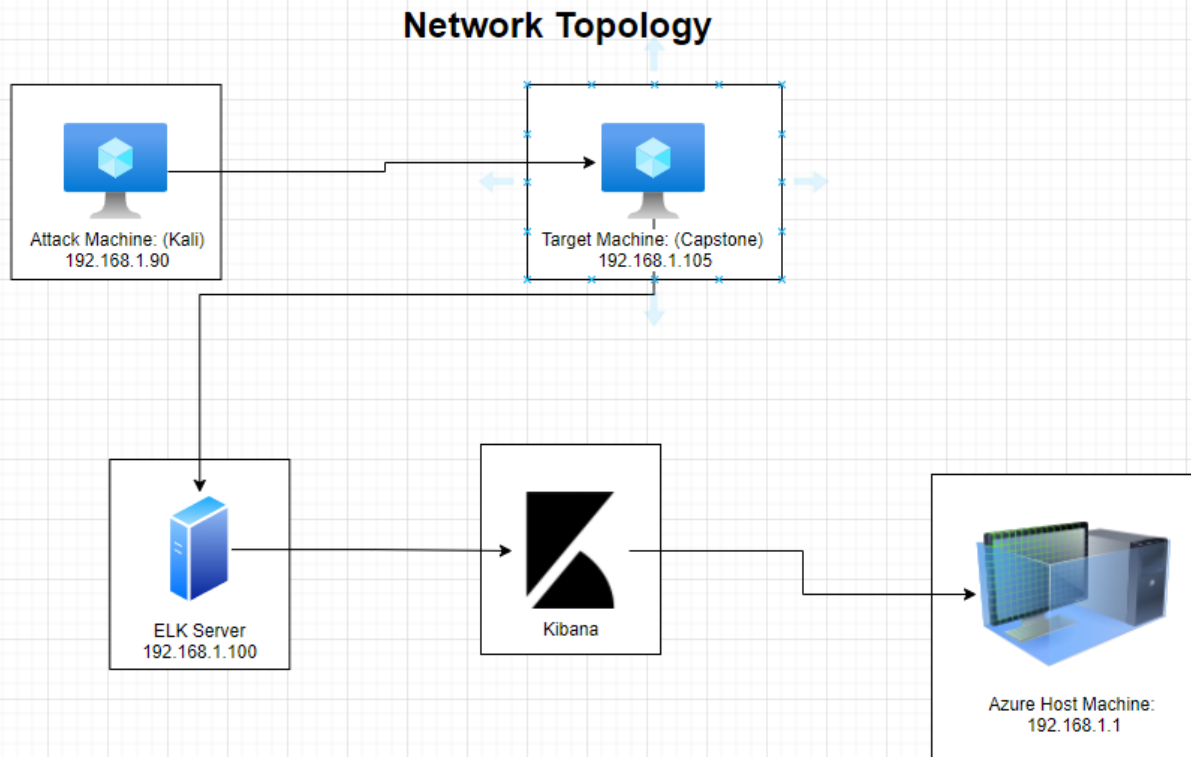 Network Topology
Attack Machine: (Kali)
192.168.1.90
Target Machine: (Capstone)
192.168.1.105
ELK Server
192.168.1.100
Kibana
Azure Host Machine:
192.168.1.1